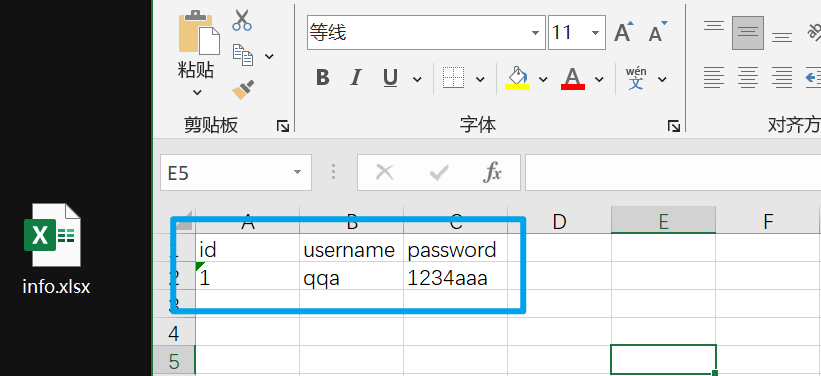 等线
11
A
A
ab
粘贴
B I U
A
wén
文
剪贴板
字体
对齐方
E5
fx
A B C D E F
1 id username password
2 1 qqa 1234aaa
3
4
5
info.xlsx